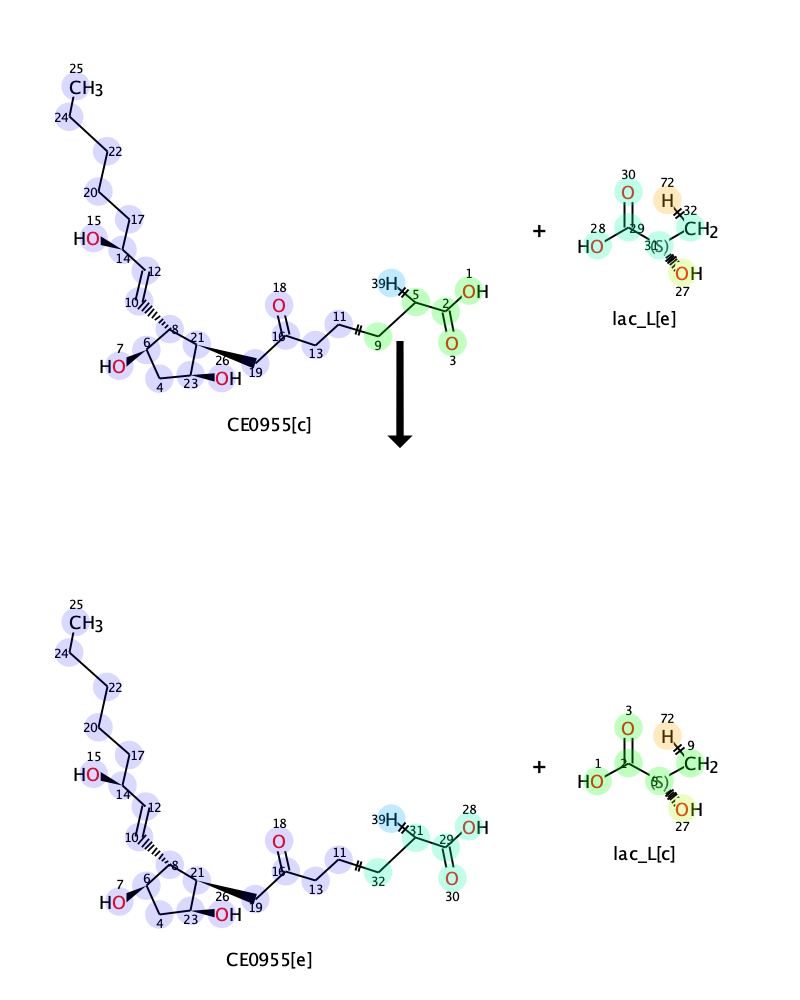 25
CH3
24
22
20
17
15
HO
14
12
10
8
7
HO
6
21
4
23
26
OH
19
18
O
16
13
11
39
H
5
9
1
OH
2
O
3
CE0955[c]
+
30
O
72
H
32
CH2
28
HO
29
31
(S)
OH
27
lac_L[e]
25
CH3
24
22
20
17
15
HO
14
12
10
8
7
HO
6
21
4
23
26
OH
19
18
O
16
13
11
39
H
31
32
28
OH
29
O
30
CE0955[e]
+
3
O
72
H
9
CH2
1
HO
2
5
(S)
OH
27
lac_L[c]